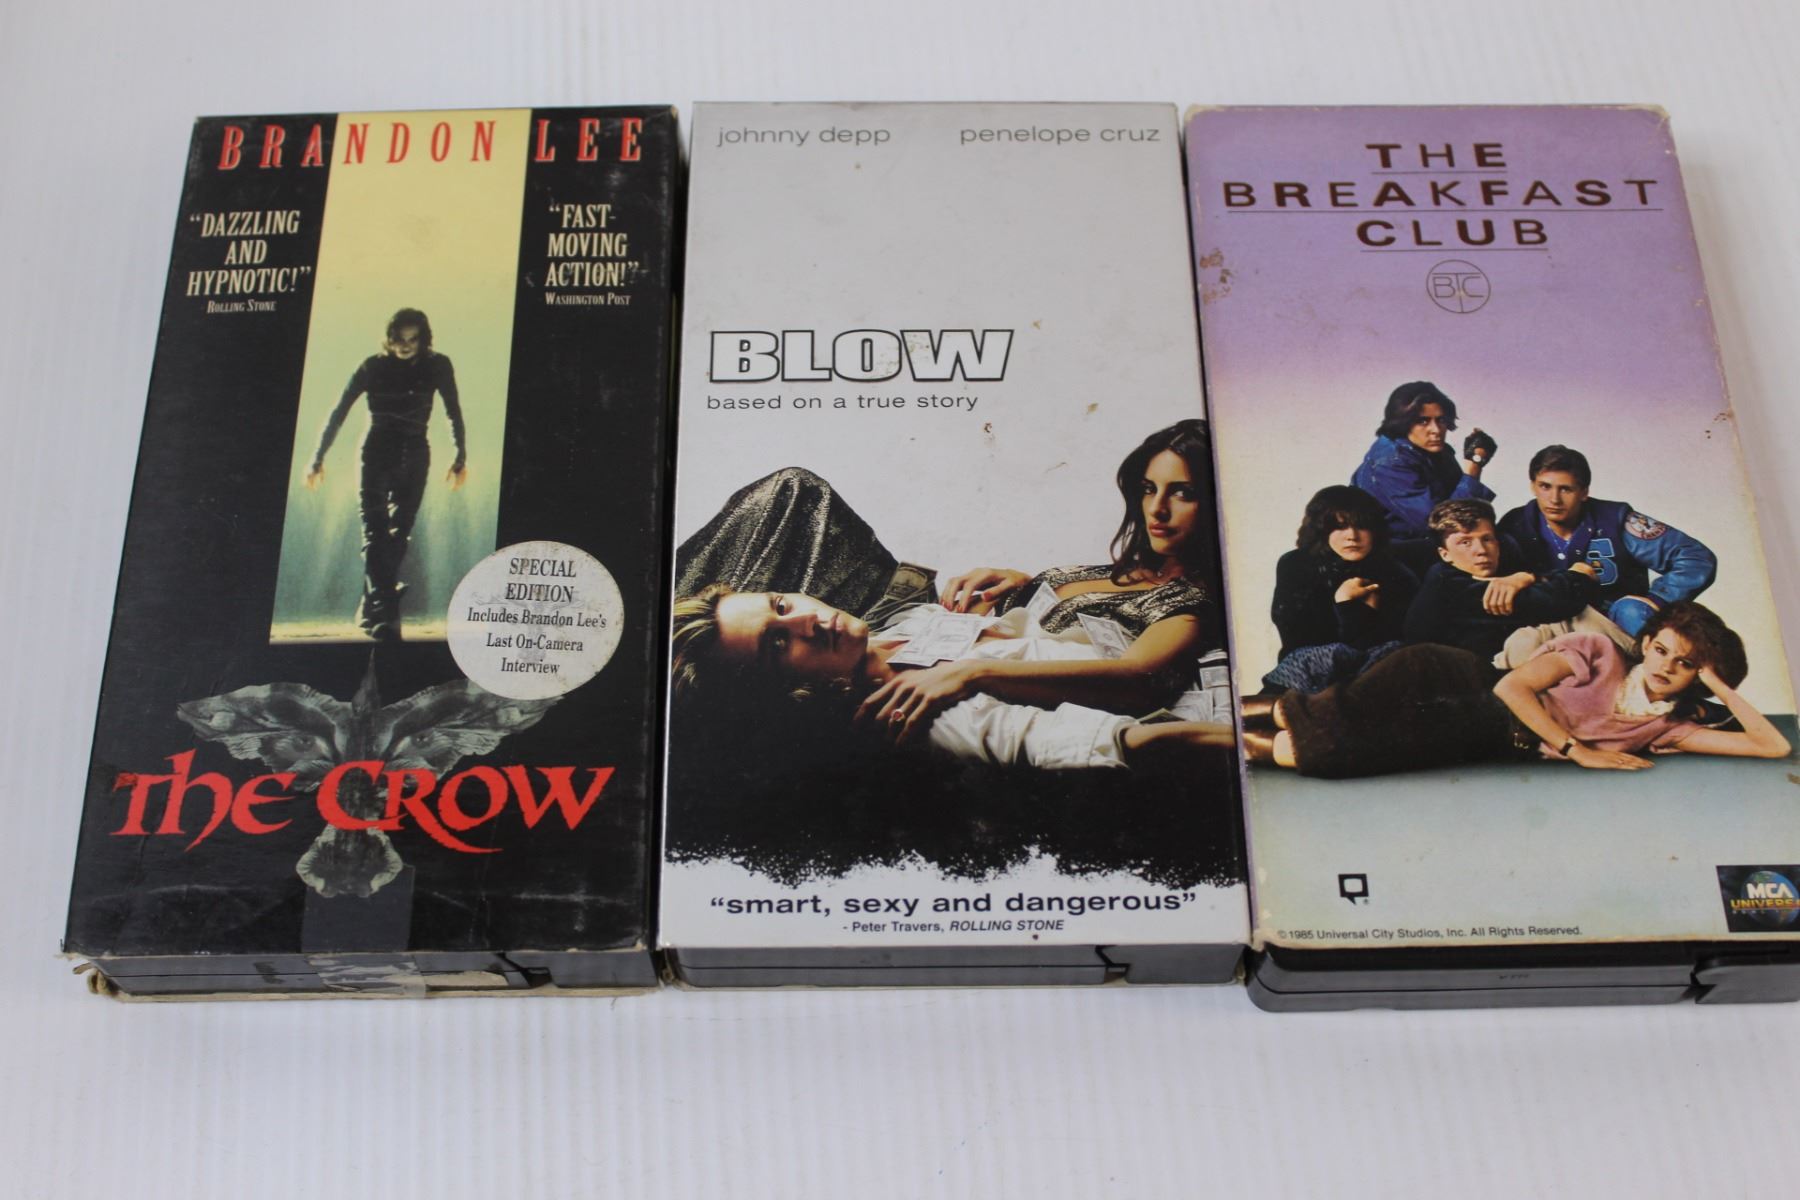 BRANDON LEE
"DAZZLING
AND
HYPNOTIC!"
ROLLING STONE
"FAST-
MOVING
ACTION!"
WASHINGTON POST
SPECIAL
EDITION
Includes Brandon Lee's
Last On-Camera
Interview
THE CROW
johnny depp penelope cruz
BLOW
based on a true story
"smart, sexy and dangerous"
- Peter Travers, ROLLING STONE
THE
BREAKFAST
CLUB
BTC
MCA
UNIVERSAL
©1985 Universal City Studios, Inc. All Rights Reserved.